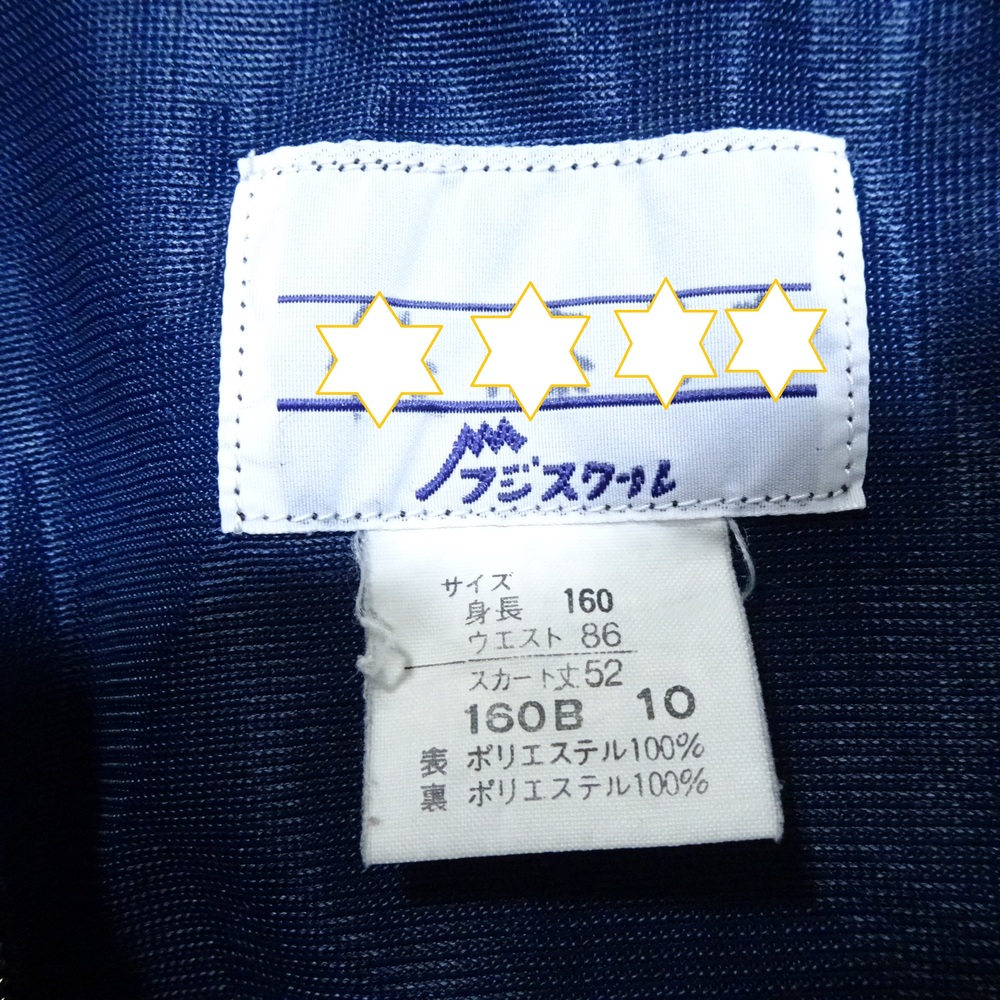 フジスクール
サイズ
身長 160
ウエスト 86
スカート丈 52
160B 10
表 ポリエステル100%
裏 ポリエステル100%